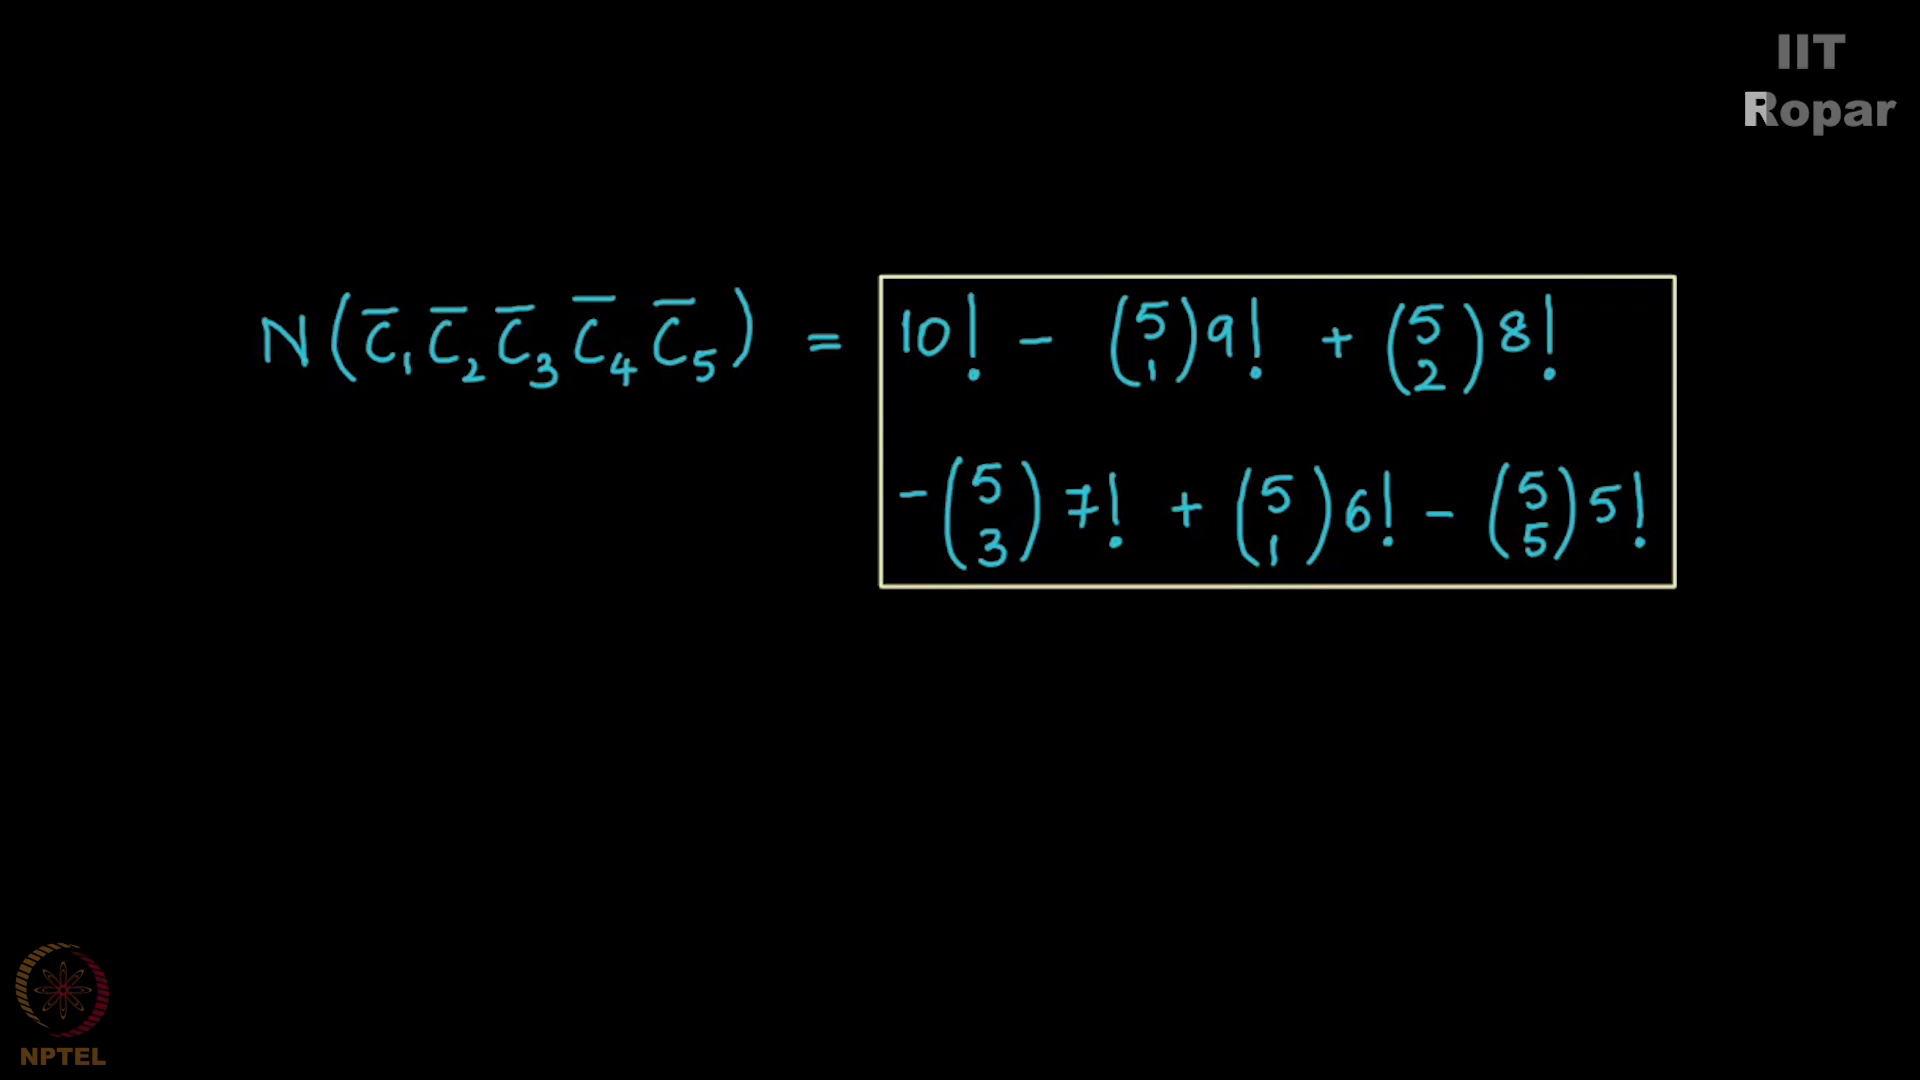 IIT
Ropar
N(C̄₁C̄₂C̄₃C̄₄C̄₅) = 10! - (5 1)9! + (5 2)8!
-(5 3)7! + (5 1)6! - (5 5)5!
NPTEL